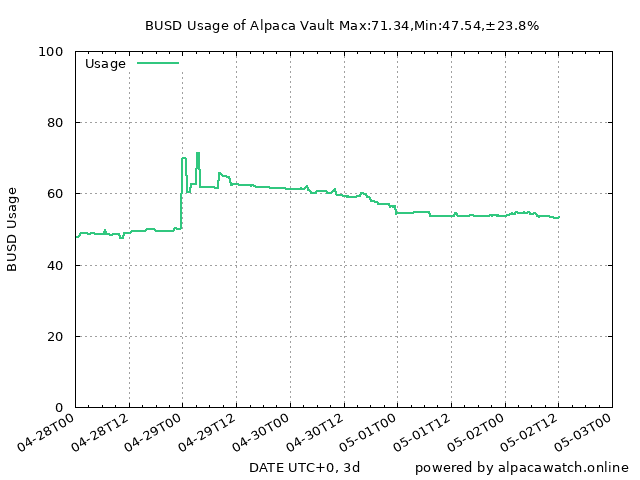 BUSD Usage of Alpaca Vault Max:71.34,Min:47.54,±23.8%
Usage
100
80
60
40
20
0
BUSD Usage
04-28T00
04-28T12
04-29T00
04-29T12
04-30T00
04-30T12
05-01T00
05-01T12
05-02T00
05-02T12
05-03T00
DATE UTC+0, 3d
powered by alpacawatch.online